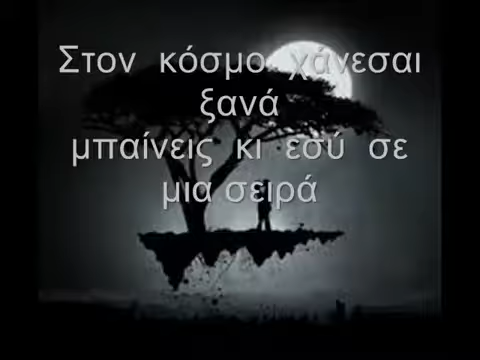 Στον κόσμο χάνεσαι
ξανά
μπαίνεις κι εσύ σε
μια σειρά